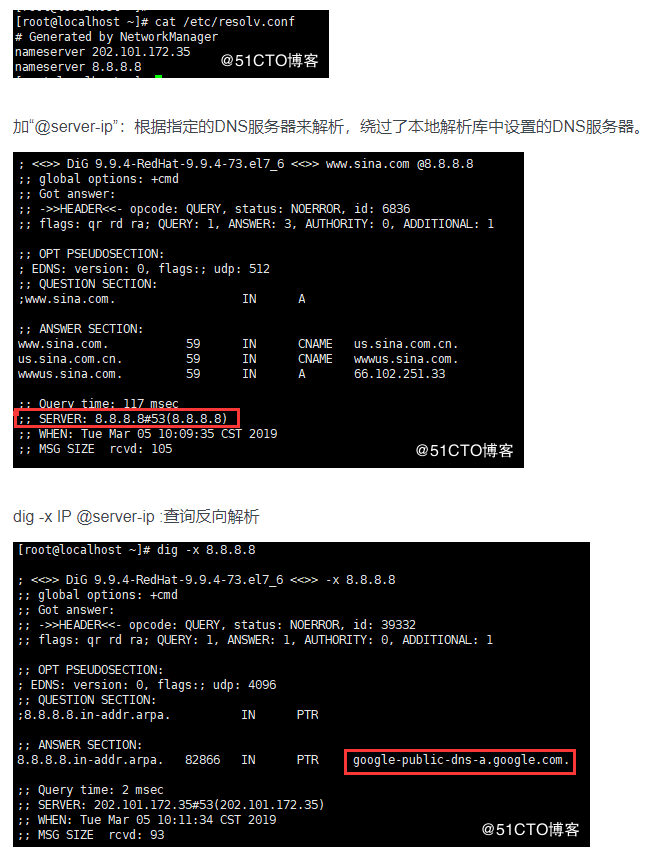 [root@localhost ~]# cat /etc/resolv.conf
# Generated by NetworkManager
nameserver 202.101.172.35
nameserver 8.8.8.8
@51CTO博客
加“@server-ip”：根据指定的DNS服务器来解析，绕过了本地解析库中设置的DNS服务器。
; <<>> DiG 9.9.4-RedHat-9.9.4-73.el7_6 <<>> www.sina.com @8.8.8.8
;; global options: +cmd
;; Got answer:
;; ->>HEADER<<- opcode: QUERY, status: NOERROR, id: 6836
;; flags: qr rd ra; QUERY: 1, ANSWER: 3, AUTHORITY: 0, ADDITIONAL: 1
;; OPT PSEUDOSECTION:
; EDNS: version: 0, flags:; udp: 512
;; QUESTION SECTION:
;www.sina.com. IN A
;; ANSWER SECTION:
www.sina.com. 59 IN CNAME us.sina.com.cn.
us.sina.com.cn. 59 IN CNAME wwwus.sina.com.
wwwus.sina.com. 59 IN A 66.102.251.33
;; Query time: 117 msec
;; SERVER: 8.8.8.8#53(8.8.8.8)
;; WHEN: Tue Mar 05 10:09:35 CST 2019
;; MSG SIZE rcvd: 105
@51CTO博客
dig -x IP @server-ip :查询反向解析
[root@localhost ~]# dig -x 8.8.8.8
; <<>> DiG 9.9.4-RedHat-9.9.4-73.el7_6 <<>> -x 8.8.8.8
;; global options: +cmd
;; Got answer:
;; ->>HEADER<<- opcode: QUERY, status: NOERROR, id: 39332
;; flags: qr rd ra; QUERY: 1, ANSWER: 1, AUTHORITY: 0, ADDITIONAL: 1
;; OPT PSEUDOSECTION:
; EDNS: version: 0, flags:; udp: 4096
;; QUESTION SECTION:
;8.8.8.8.in-addr.arpa. IN PTR
;; ANSWER SECTION:
8.8.8.8.in-addr.arpa. 82866 IN PTR google-public-dns-a.google.com.
;; Query time: 2 msec
;; SERVER: 202.101.172.35#53(202.101.172.35)
;; WHEN: Tue Mar 05 10:11:34 CST 2019
;; MSG SIZE rcvd: 93
@51CTO博客